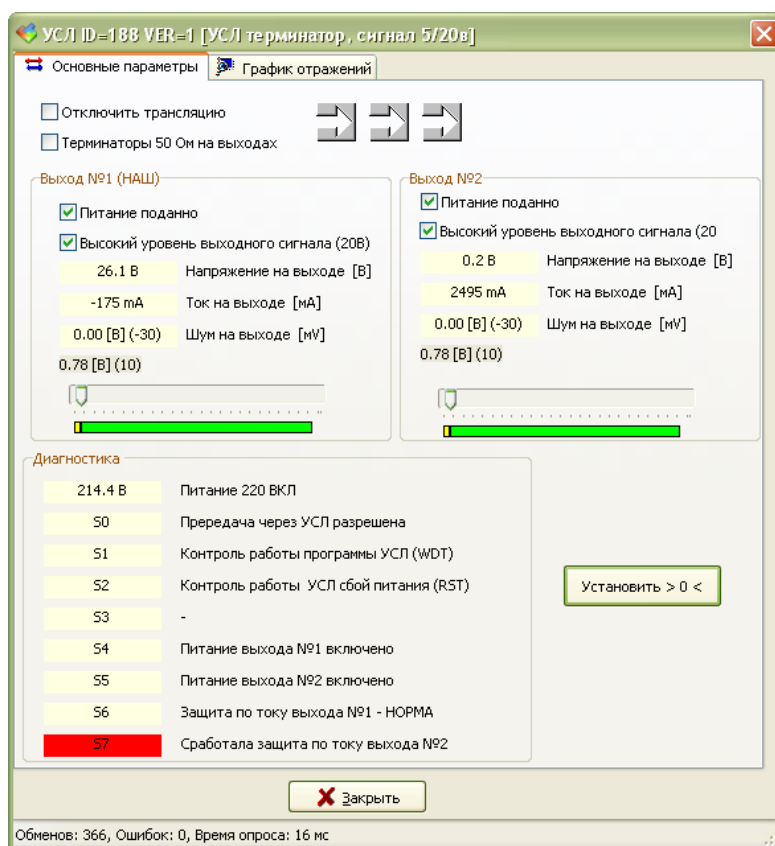 УСЛ ID=188 VER=1 [УСЛ терминатор, сигнал 5/20в]
Основные параметры
График отражений
Отключить трансляцию
Терминаторы 50 Ом на выходах
Выход №1 (НАШ)
Питание поданно
Высокий уровень выходного сигнала (20В)
26.1 В Напряжение на выходе [В]
-175 mA Ток на выходе [мА]
0.00 [В] (-30) Шум на выходе [мV]
0.78 [В] (10)
Выход №2
Питание поданно
Высокий уровень выходного сигнала (20
0.2 В Напряжение на выходе [В]
2495 mA Ток на выходе [мА]
0.00 [В] (-30) Шум на выходе [мV]
0.78 [В] (10)
Диагностика
214.4 В Питание 220 ВКЛ
S0 Прередача через УСЛ разрешена
S1 Контроль работы программы УСЛ (WDT)
S2 Контроль работы УСЛ сбой питания (RST)
S3 -
S4 Питание выхода №1 включено
S5 Питание выхода №2 включено
S6 Защита по току выхода №1 - НОРМА
S7 Сработала защита по току выхода №2
Установить > 0 <
Закрыть
Обменов: 366, Ошибок: 0, Время опроса: 16 мс